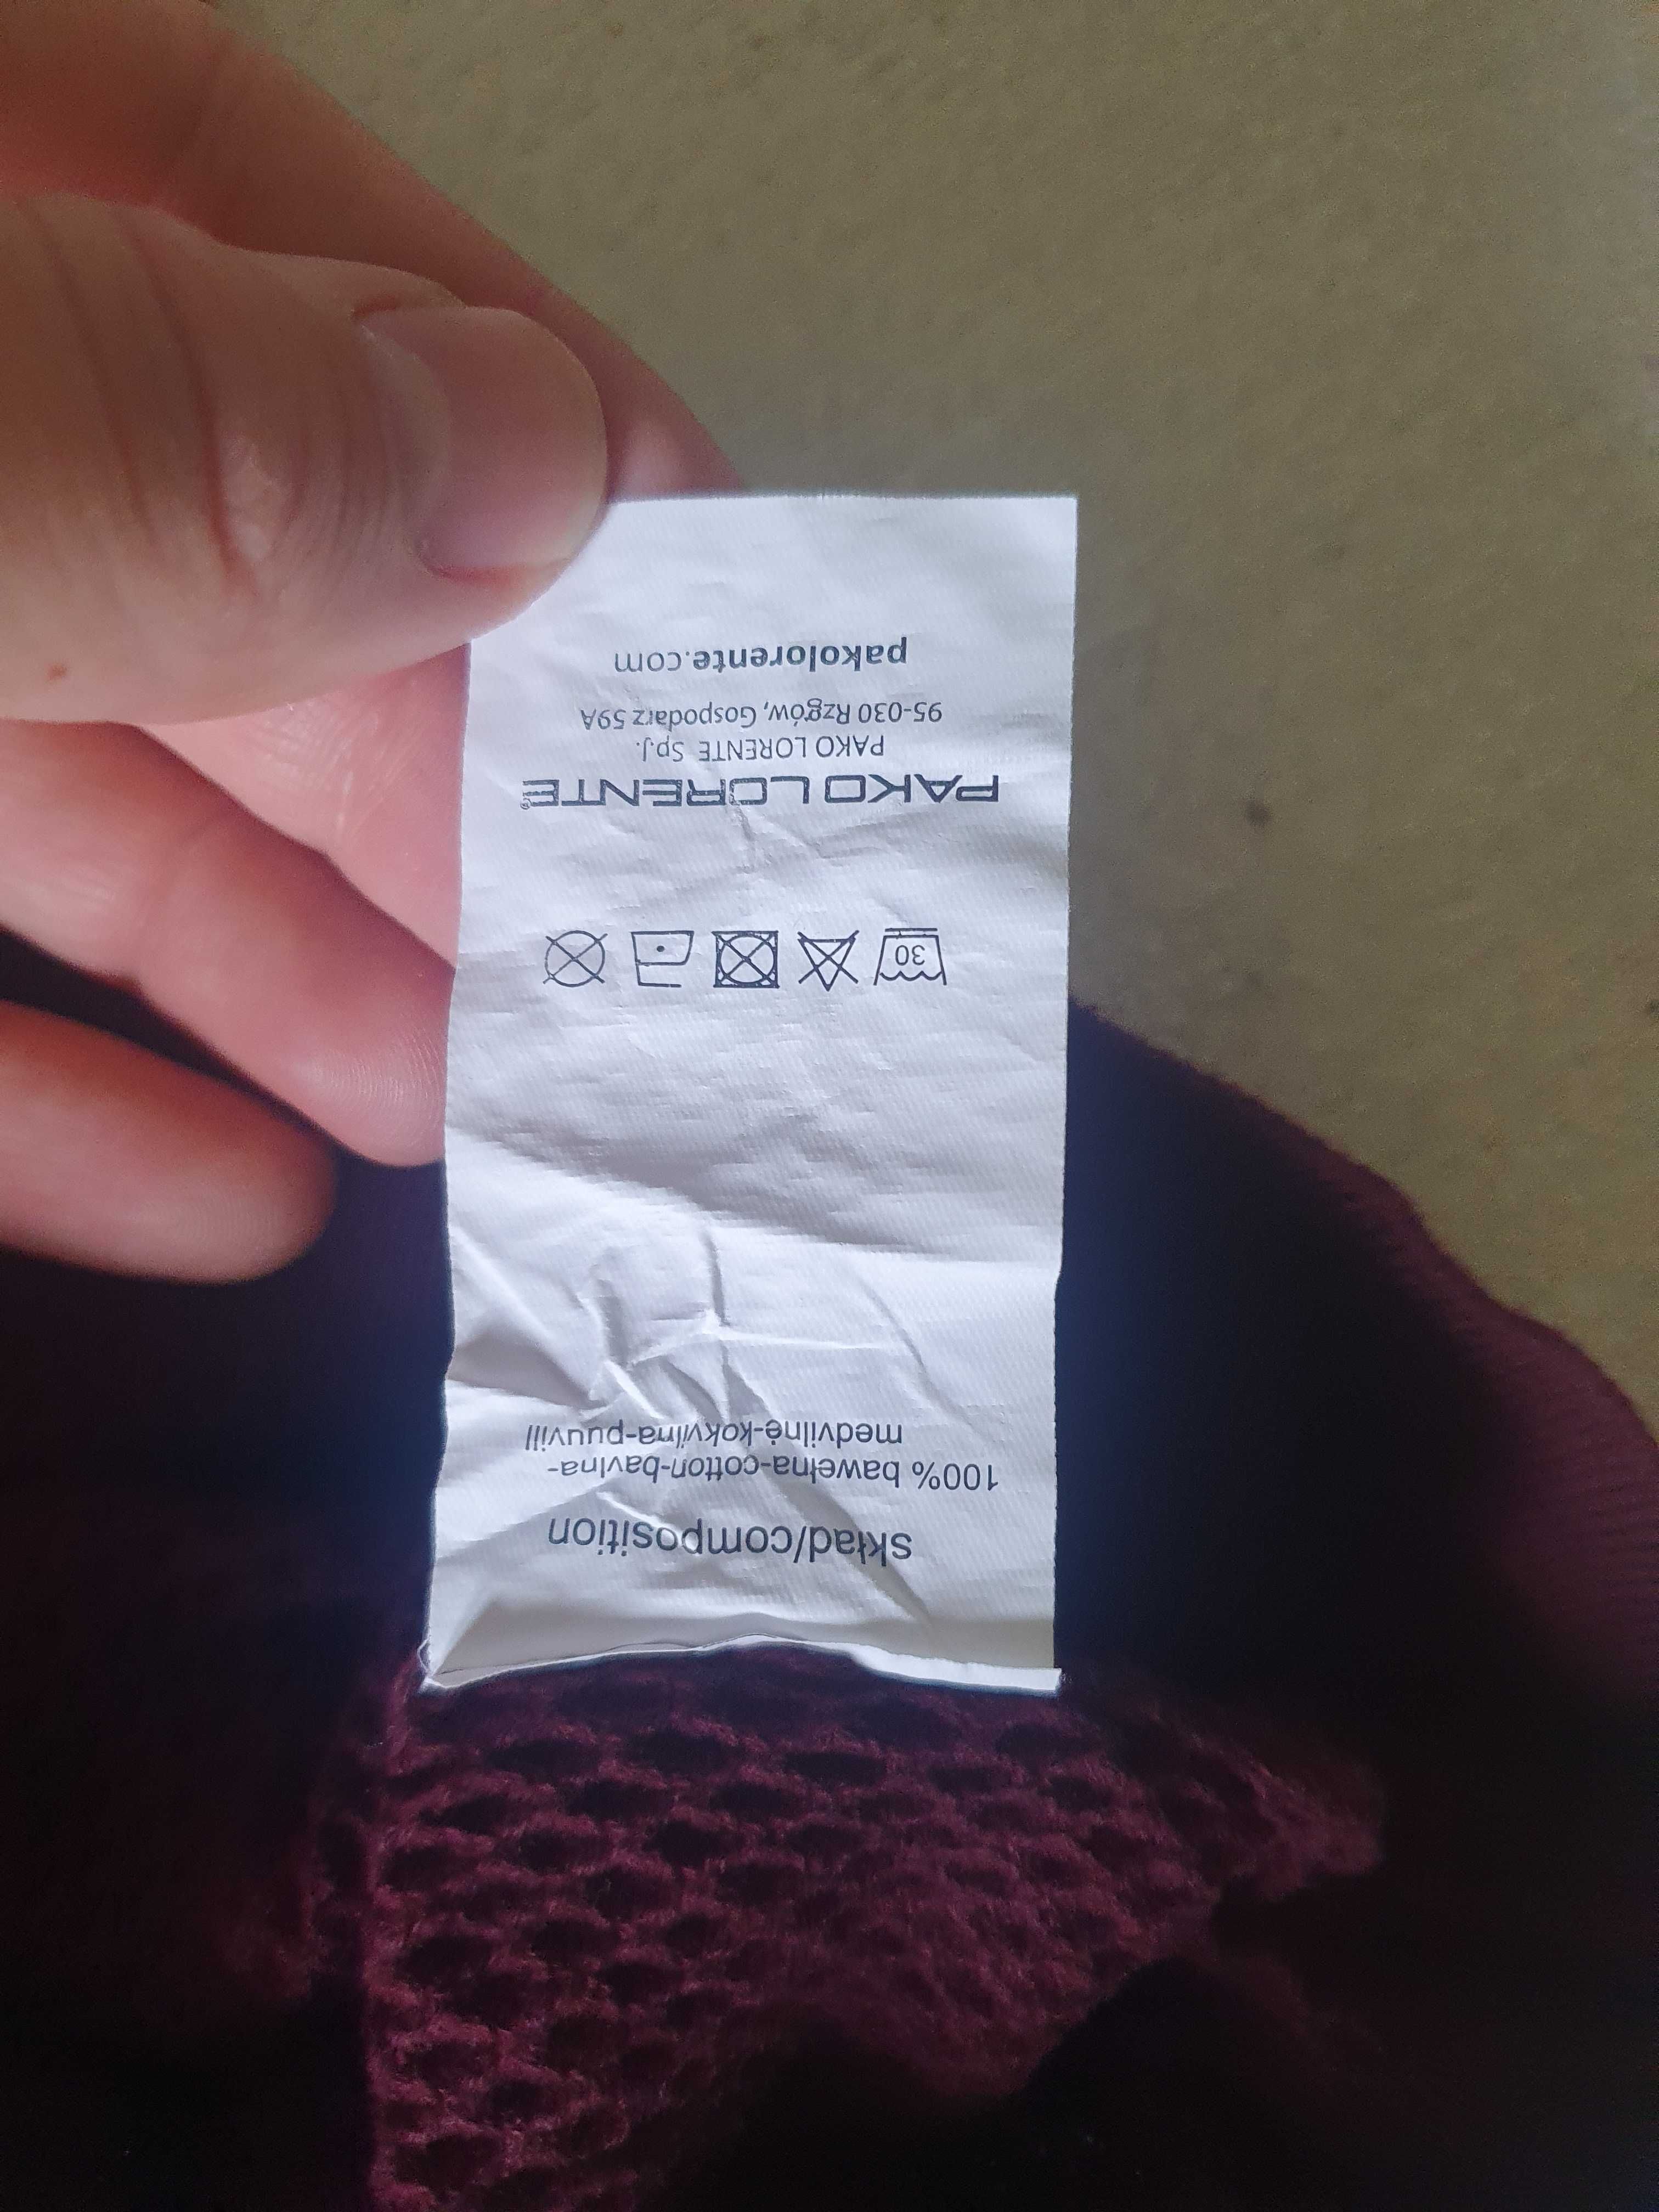 skład/composition
100% bawełna-cotton-bavlna-
medvilnė-kokvilna-puuvill
30
PAKO LORENTE®
PAKO LORENTE Sp.J.
95-030 Rzgów, Gospodarz 59A
pakolorente.com